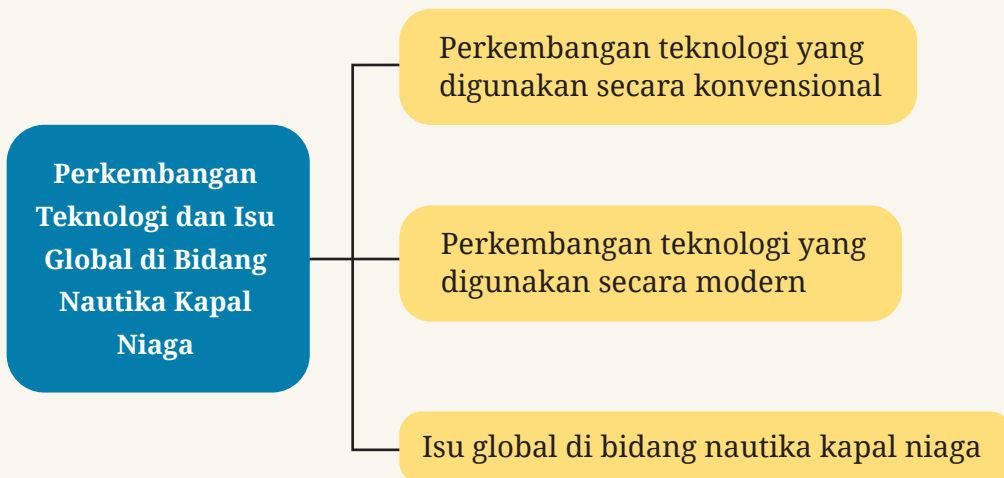 Perkembangan
Teknologi dan Isu
Global di Bidang
Nautika Kapal
Niaga
Perkembangan teknologi yang
digunakan secara konvensional
Perkembangan teknologi yang
digunakan secara modern
Isu global di bidang nautika kapal niaga